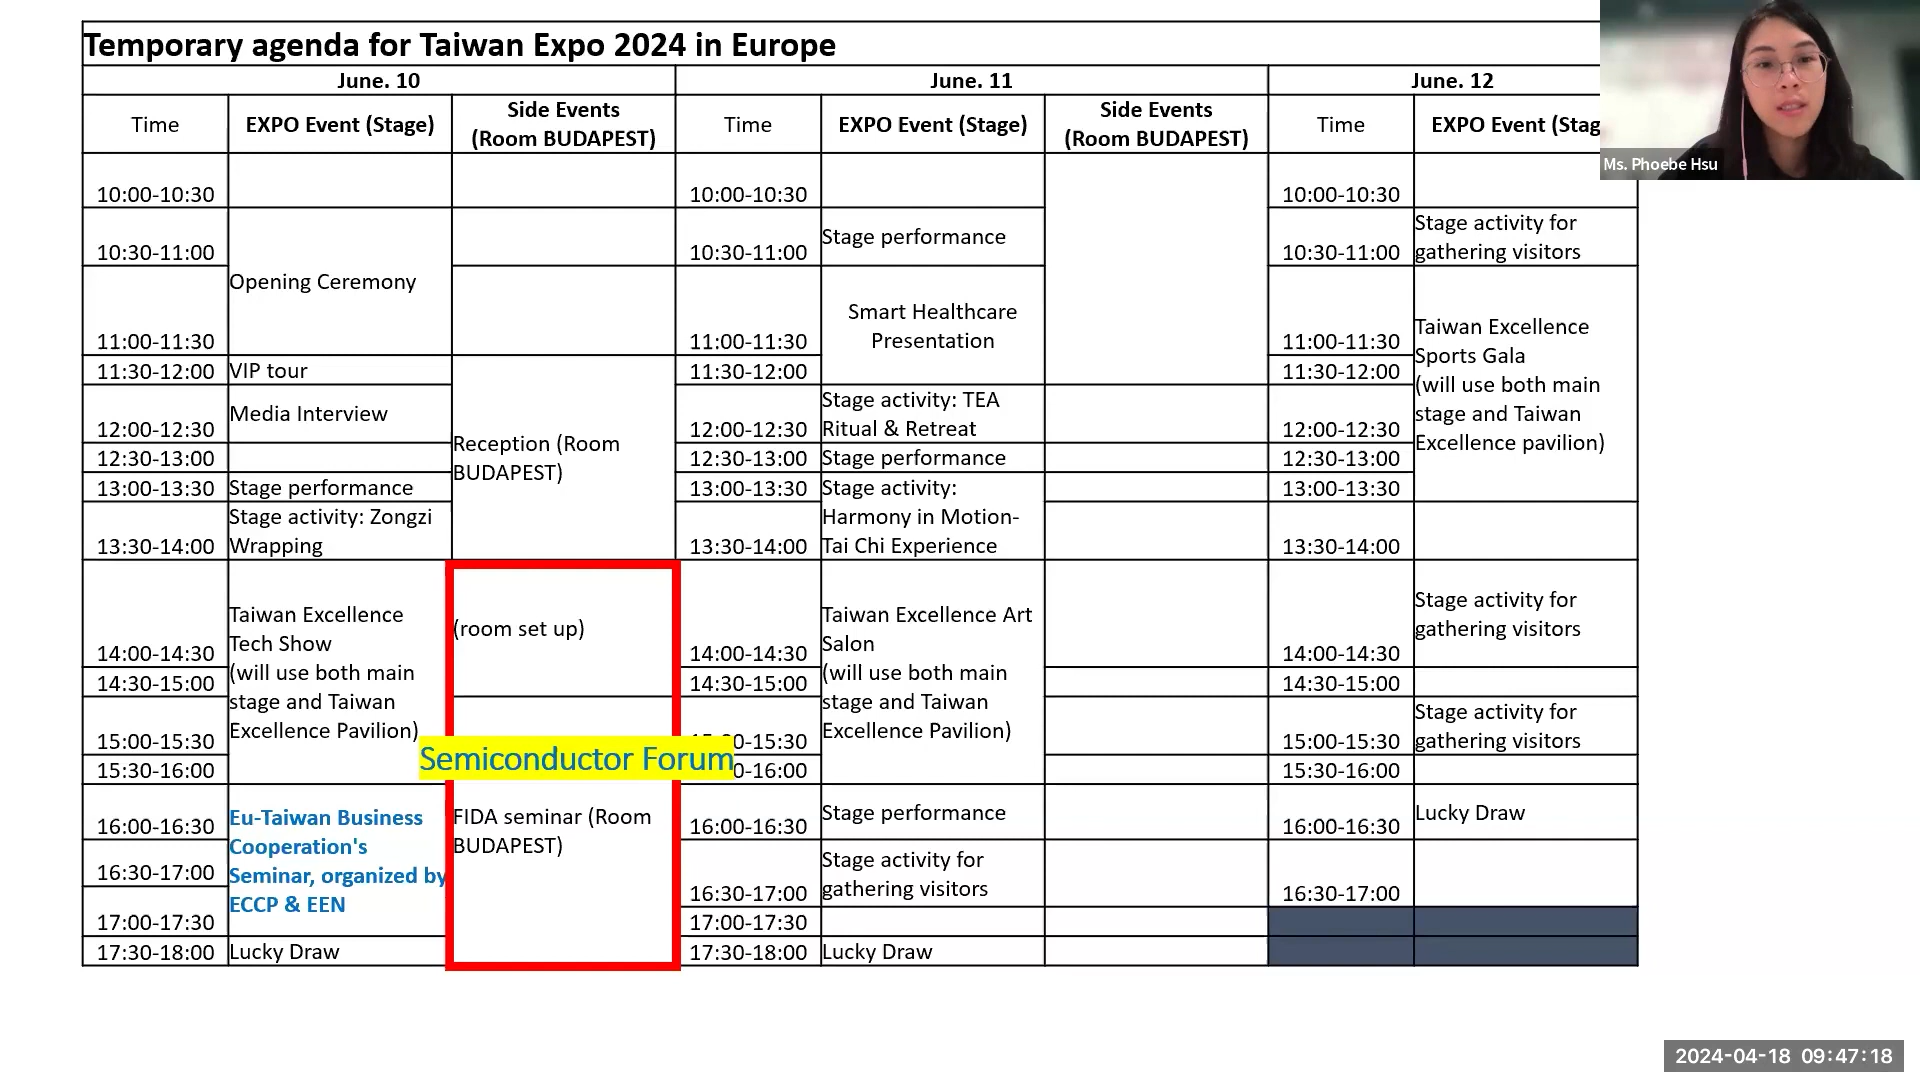 Temporary agenda for Taiwan Expo 2024 in Europe
June. 10 June. 11 June. 12
Time EXPO Event (Stage) Side Events (Room BUDAPEST) Time EXPO Event (Stage) Side Events (Room BUDAPEST) Time EXPO Event (Stag
Ms. Phoebe Hsu
10:00-10:30 10:00-10:30 10:00-10:30
10:30-11:00 10:30-11:00 Stage performance 10:30-11:00 Stage activity for
gathering visitors
Opening Ceremony
11:00-11:30 11:00-11:30 Smart Healthcare
Presentation
11:00-11:30 Taiwan Excellence
Sports Gala
(will use both main
stage and Taiwan
Excellence pavilion)
11:30-12:00 VIP tour 11:30-12:00 11:30-12:00
Reception (Room
BUDAPEST)
12:00-12:30 Media Interview 12:00-12:30 Stage activity: TEA
Ritual & Retreat
12:00-12:30
12:30-13:00 12:30-13:00 Stage performance 12:30-13:00
13:00-13:30 Stage performance 13:00-13:30 Stage activity:
Harmony in Motion-
Tai Chi Experience
13:00-13:30
13:30-14:00 Stage activity: Zongzi
Wrapping
13:30-14:00 13:30-14:00
14:00-14:30 Taiwan Excellence
Tech Show
(will use both main
stage and Taiwan
Excellence Pavilion)
(room set up)
14:00-14:30 Taiwan Excellence Art
Salon
(will use both main
stage and Taiwan
Excellence Pavilion)
14:00-14:30 Stage activity for
gathering visitors
14:30-15:00 14:30-15:00 14:30-15:00
15:00-15:30 0-15:30 15:00-15:30 Stage activity for
gathering visitors
Semiconductor Forum
15:30-16:00 0-16:00 15:30-16:00
16:00-16:30 Eu-Taiwan Business
Cooperation's
Seminar, organized by
ECCP & EEN
FIDA seminar (Room
BUDAPEST)
16:00-16:30 Stage performance 16:00-16:30 Lucky Draw
16:30-17:00 16:30-17:00 Stage activity for
gathering visitors
16:30-17:00
17:00-17:30 17:00-17:30
17:30-18:00 Lucky Draw 17:30-18:00 Lucky Draw
2024-04-18 09:47:18